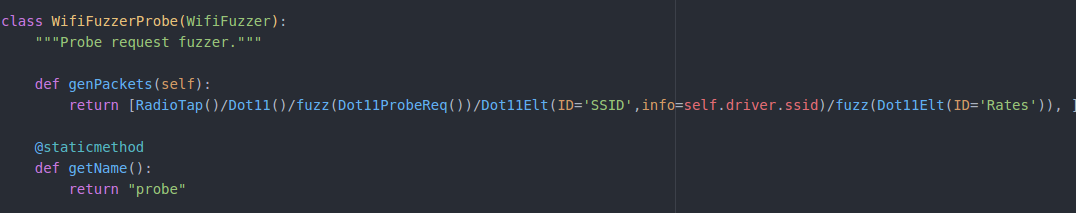 class WifiFuzzerProbe(WifiFuzzer):
    """Probe request fuzzer."""
    def genPackets(self):
        return [RadioTap()/Dot11()/fuzz(Dot11ProbeReq())/Dot11Elt(ID='SSID',info=self.driver.ssid)/fuzz(Dot11Elt(ID='Rates')), ]
    @staticmethod
    def getName():
        return "probe"